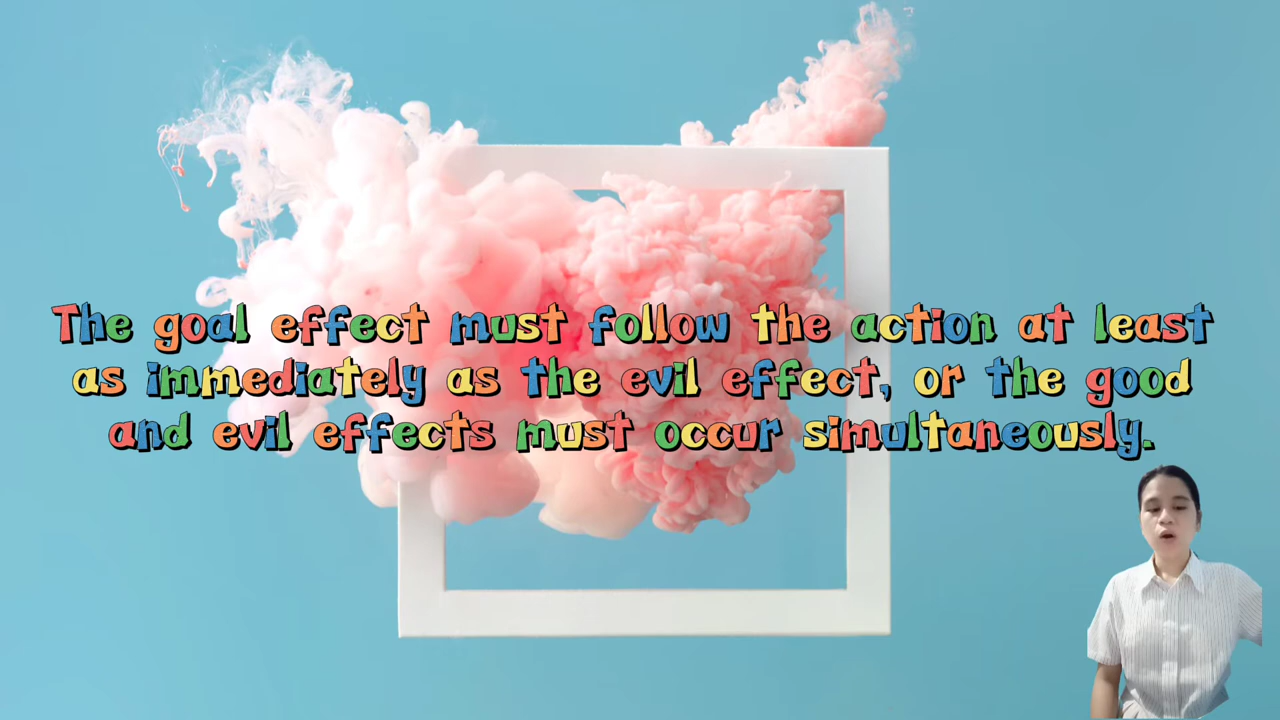 The goal effect must follow the action at least
as immediately as the evil effect, or the good
and evil effects must occur simultaneously.